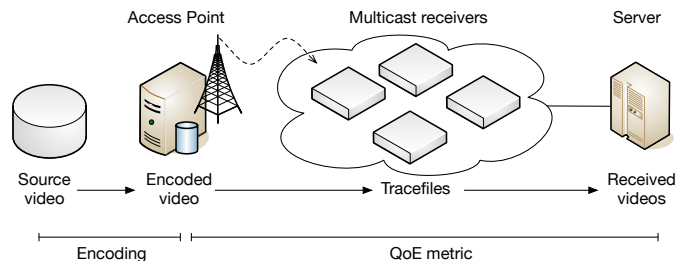 Access Point
Multicast receivers
Server
Source
video
Encoded
video
Tracefiles
Received
videos
Encoding
QoE metric